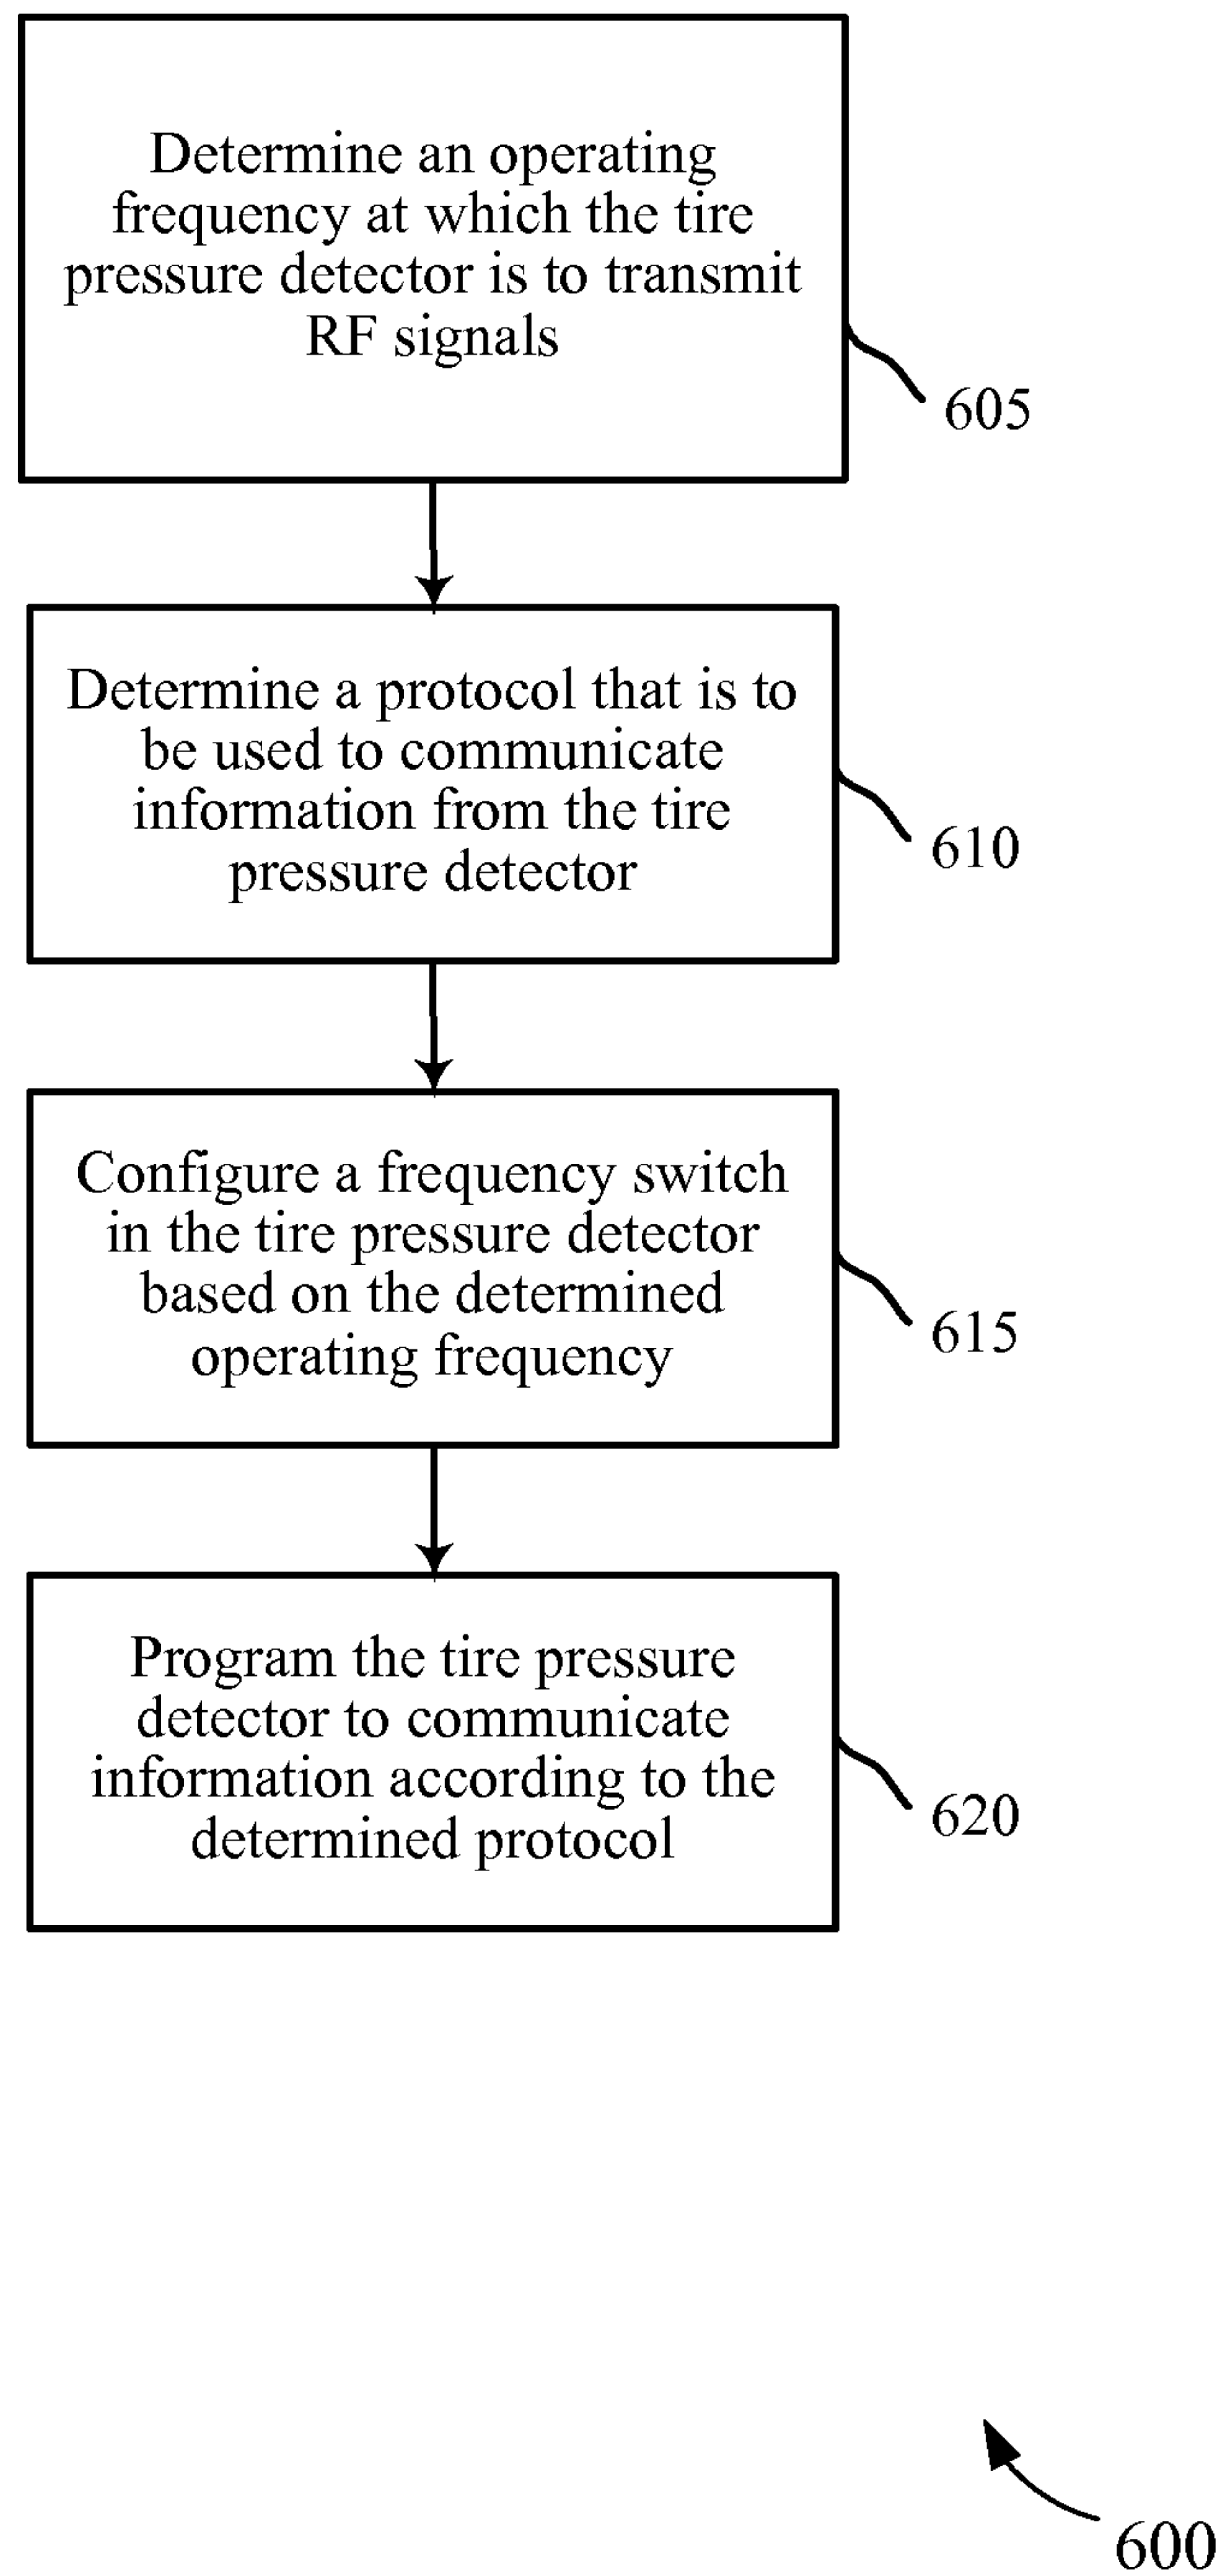 Determine an operating
frequency at which the tire
pressure detector is to transmit
RF signals
605
Determine a protocol that is to
be used to communicate
information from the tire
pressure detector
610
Configure a frequency switch
in the tire pressure detector
based on the determined
operating frequency
615
Program the tire pressure
detector to communicate
information according to the
determined protocol
620
600